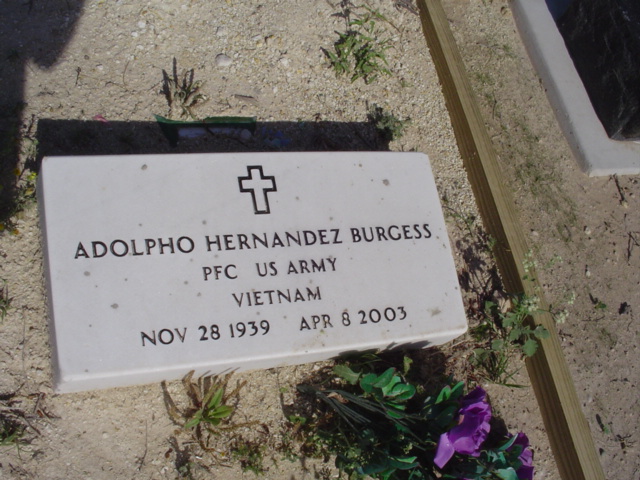 ADOLPHO HERNANDEZ BURGESS
PFC US ARMY
VIETNAM
NOV 28 1939 APR 8 2003